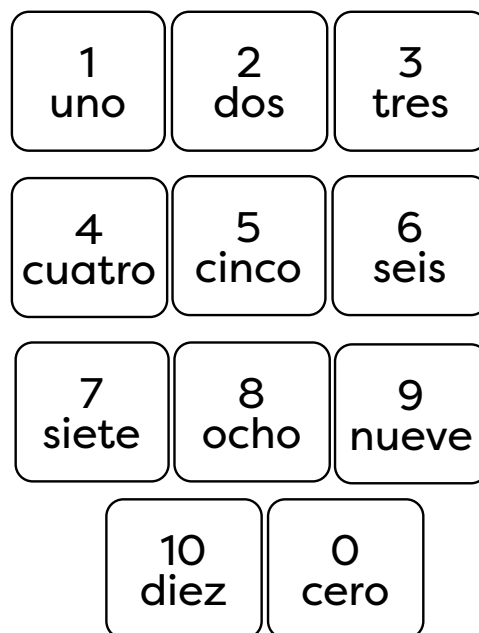 1 2 3
uno dos tres
4 5 6
cuatro cinco seis
7 8 9
siete ocho nueve
10 0
diez cero